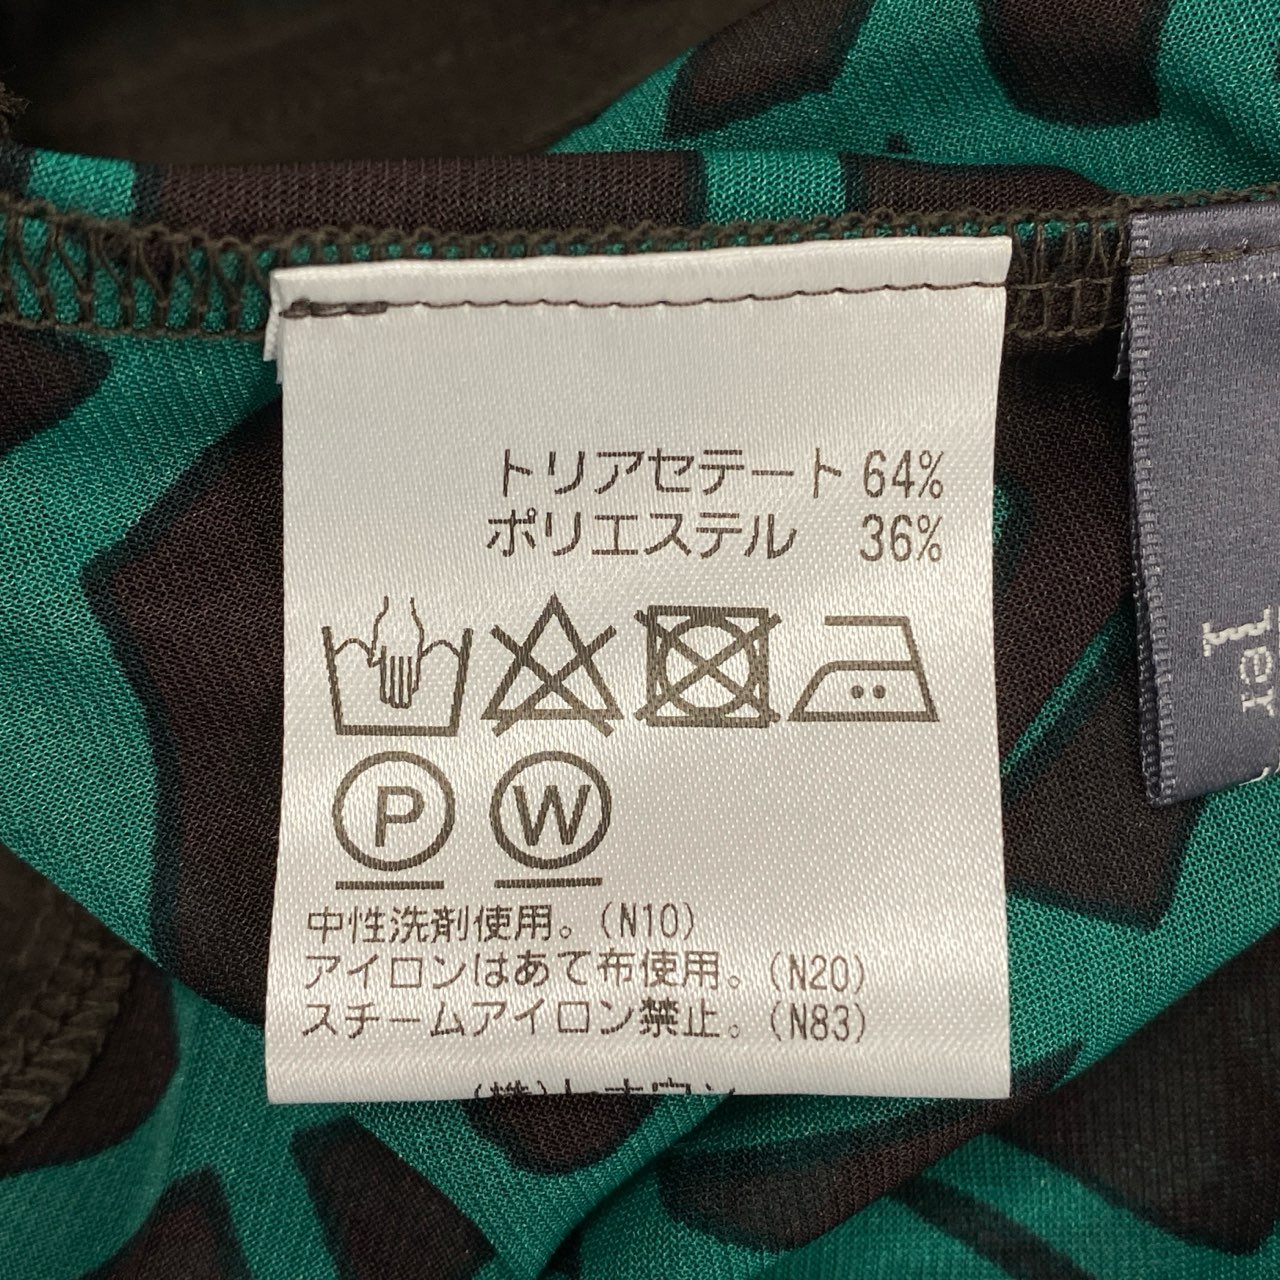 トリアセテート 64%
ポリエステル 36%
P W
中性洗剤使用。(N10)
アイロンはあて布使用。(N20)
スチームアイロン禁止。(N83)